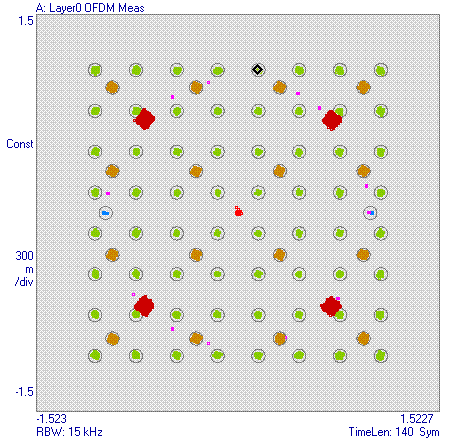 A: Layer0 OFDM Meas
1.5
Const
300
m
/div
-1.5
-1.523 1.5227
RBW: 15 kHz TimeLen: 140 Sym